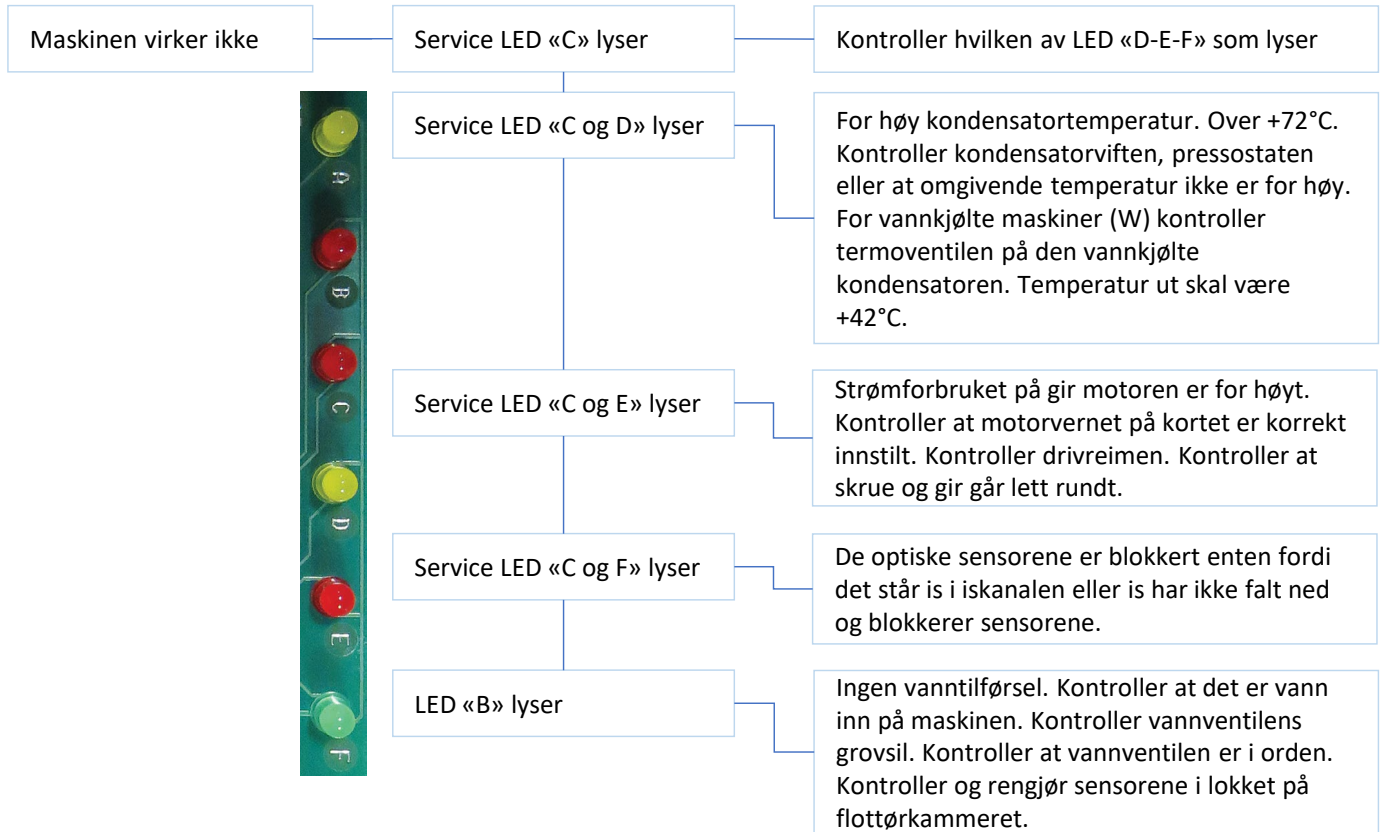 Maskinen virker ikke
Service LED «C» lyser
Kontroller hvilken av LED «D-E-F» som lyser
Service LED «C og D» lyser
For høy kondensatortemperatur. Over +72°C.
Kontroller kondensatorviften, pressostaten
eller at omgivende temperatur ikke er for høy.
For vannkjølte maskiner (W) kontroller
termoventilen på den vannkjølte
kondensatoren. Temperatur ut skal være
+42°C.
Service LED «C og E» lyser
Strømforbruket på gir motoren er for høyt.
Kontroller at motorvernet på kortet er korrekt
innstilt. Kontroller drivreimen. Kontroller at
skrue og gir går lett rundt.
Service LED «C og F» lyser
De optiske sensorene er blokkert enten fordi
det står is i iskanalen eller is har ikke falt ned
og blokkerer sensorene.
LED «B» lyser
Ingen vanntilførsel. Kontroller at det er vann
inn på maskinen. Kontroller vannventilens
grovsil. Kontroller at vannventilen er i orden.
Kontroller og rengjør sensorene i lokket på
flottørkammeret.
A
B
C
D
E
F